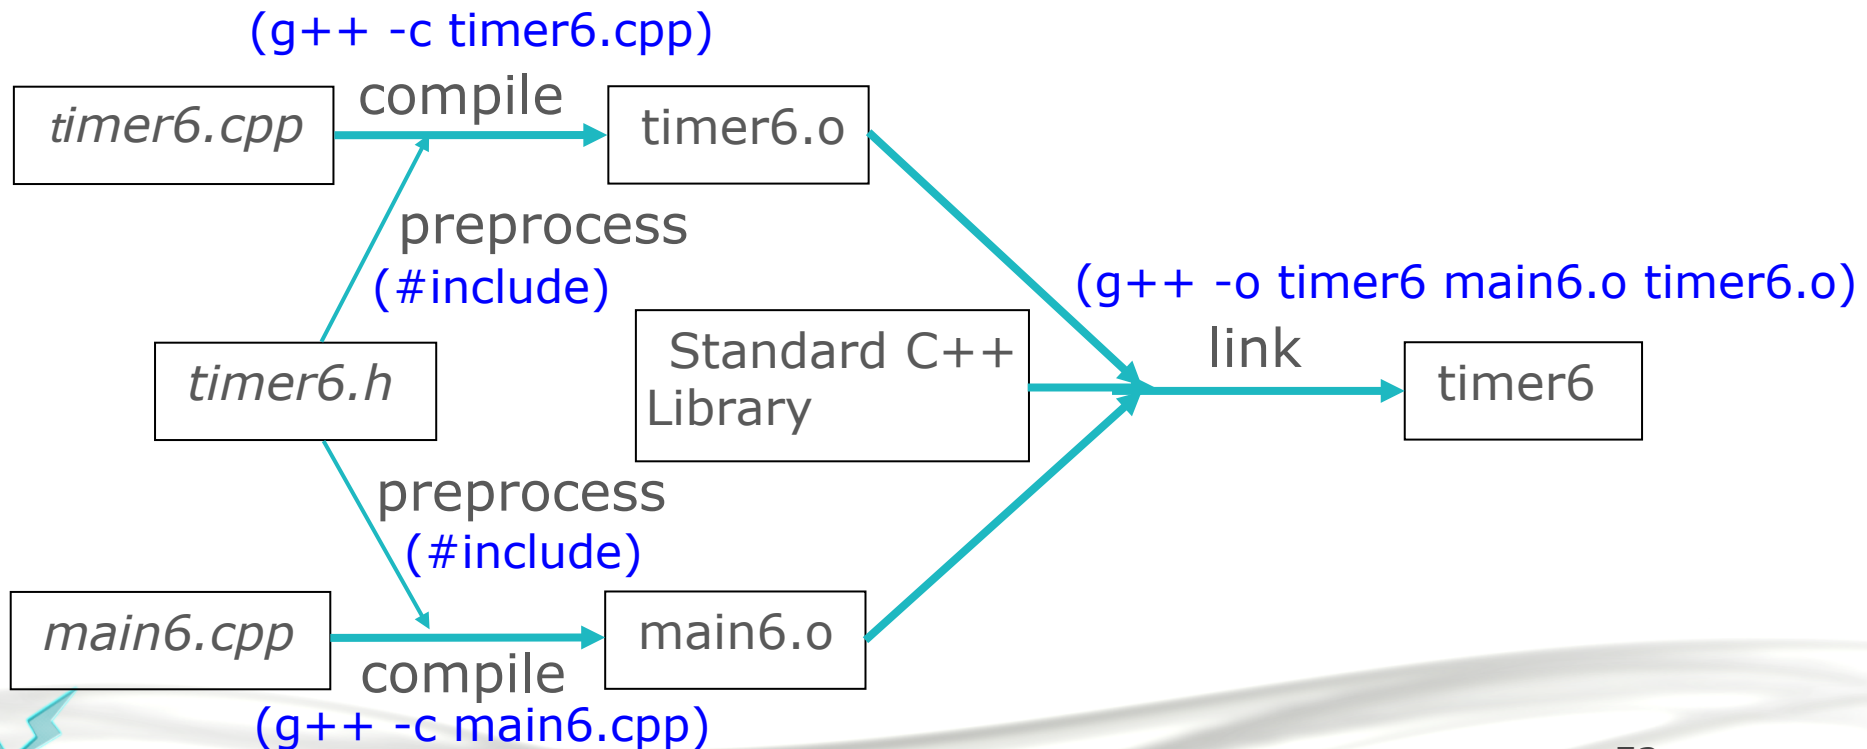 (g++ -c timer6.cpp)
compile
timer6.cpp
timer6.o
preprocess
(#include)
(g++ -o timer6 main6.o timer6.o)
Standard C++
Library
link
timer6.h
timer6
preprocess
(#include)
main6.cpp
main6.o
compile
(g++ -c main6.cpp)